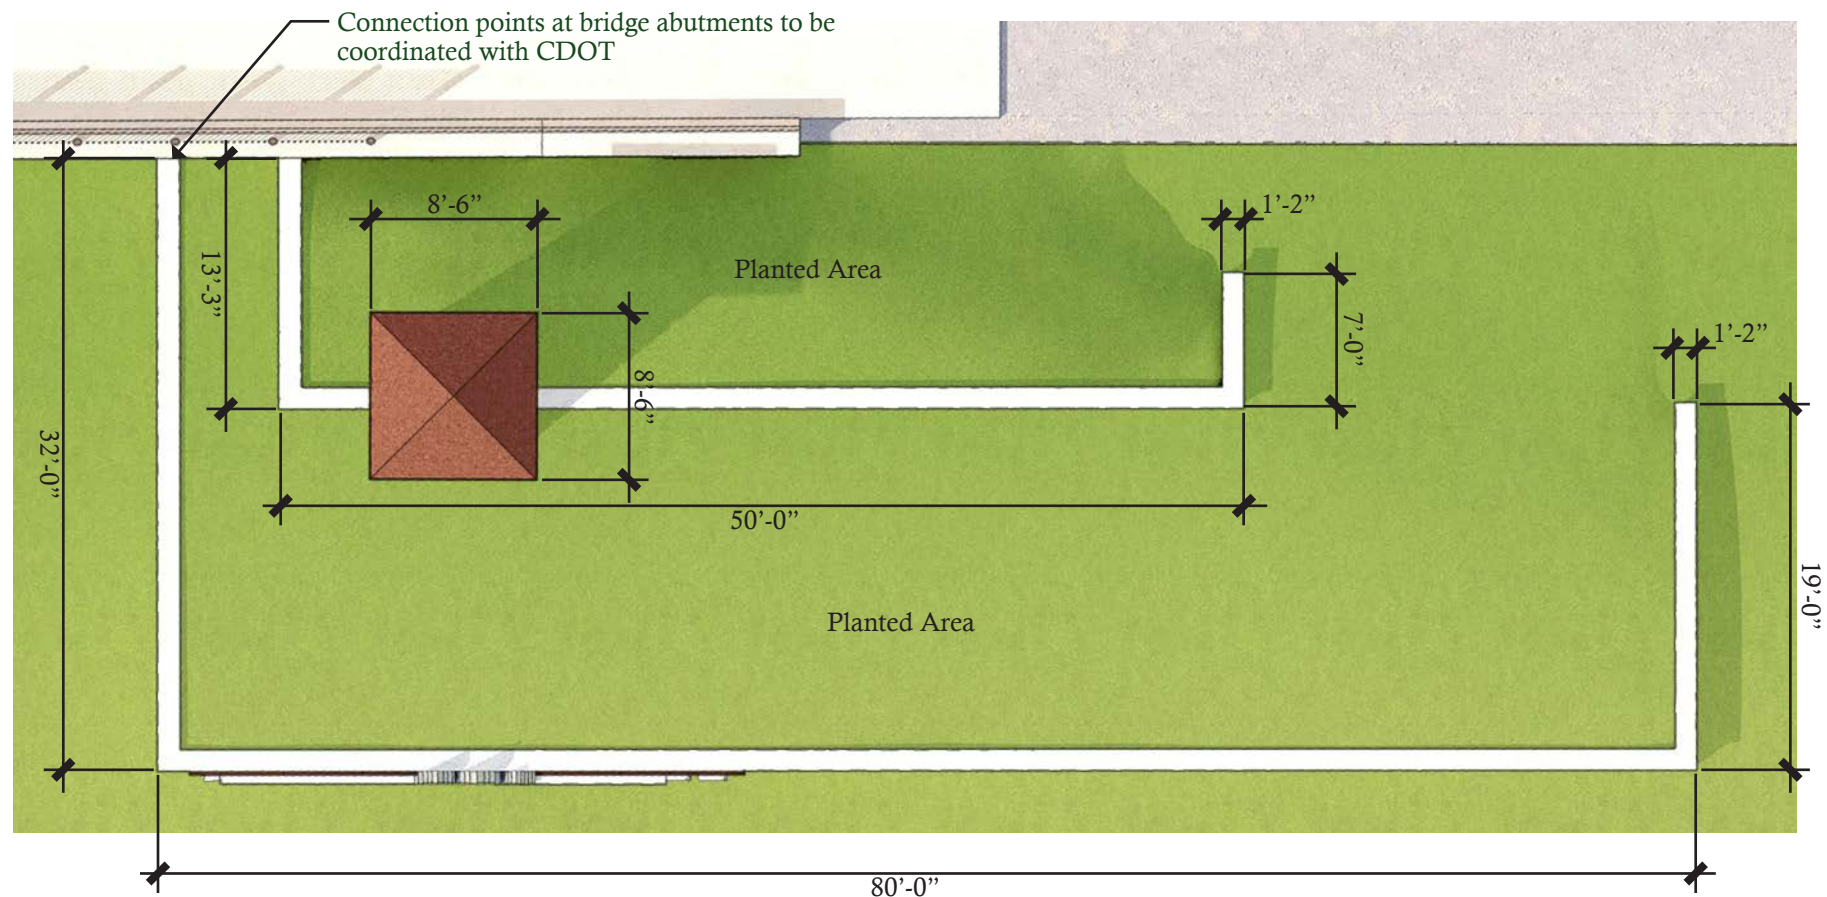 Connection points at bridge abutments to be
coordinated with CDOT
8’-6”
1’-2”
13’-3”
Planted Area
7’-0”
1’-2”
8’-6”
32’-0”
50’-0”
19’-0”
Planted Area
80’-0”